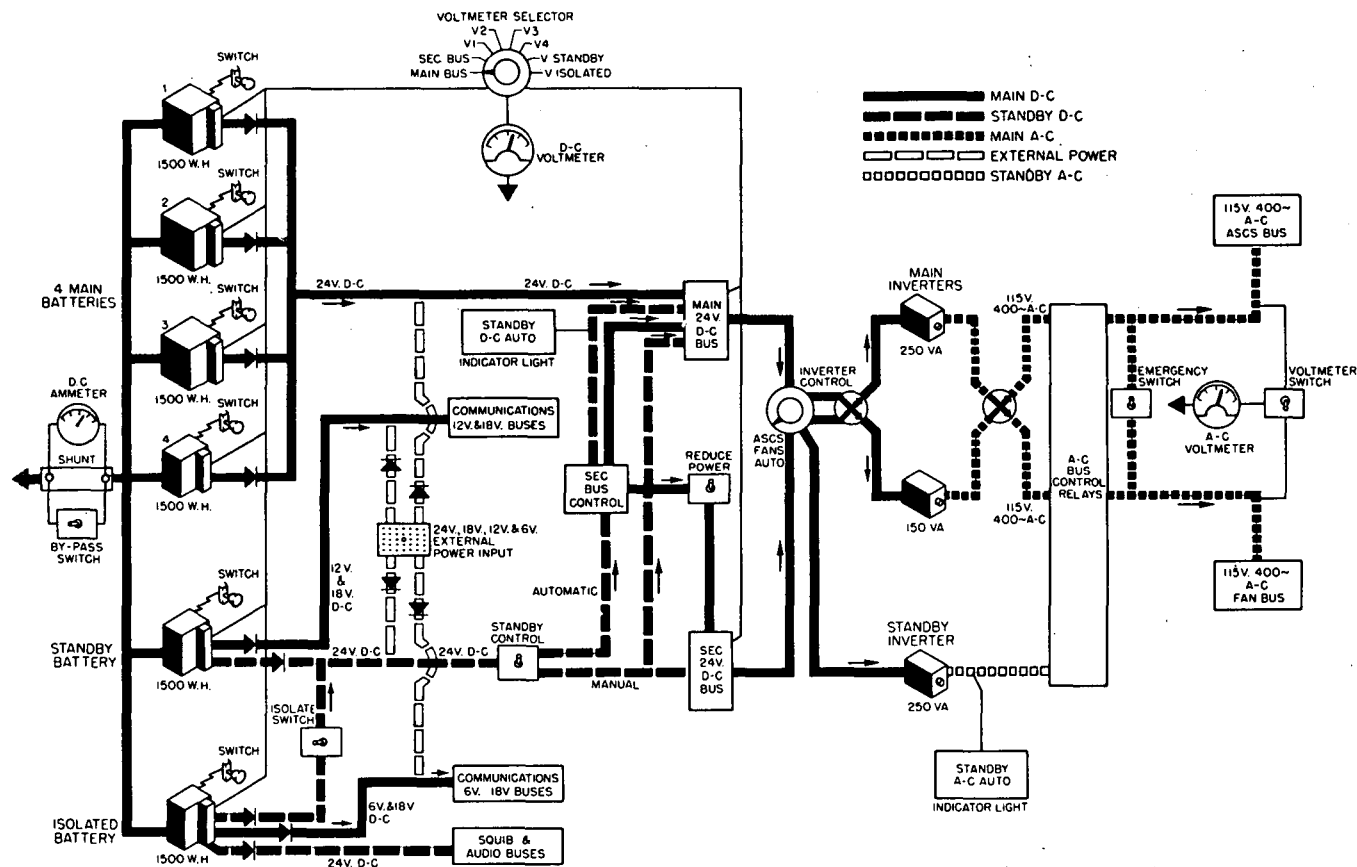 VOLTMETER SELECTOR
V1
V2
V3
V4
SEC BUS
MAIN BUS
V STANDBY
V ISOLATED
D-C
VOLTMETER
MAIN D-C
STANDBY D-C
MAIN A-C
EXTERNAL POWER
STANDBY A-C
SWITCH
1
1500 W.H.
SWITCH
2
1500 W.H.
4 MAIN
BATTERIES
SWITCH
3
1500 W.H.
SWITCH
4
1500 W.H.
D.C
AMMETER
SHUNT
BY-PASS
SWITCH
24V. D-C
24V. D-C
STANDBY
D-C AUTO
INDICATOR LIGHT
MAIN
24V.
D-C
BUS
COMMUNICATIONS
12V.&18V. BUSES
SEC
BUS
CONTROL
REDUCE POWER
24V.,18V.,12V.&6V.
EXTERNAL
POWER INPUT
12V.
&
18V.
D-C
AUTOMATIC
SWITCH
STANDBY
BATTERY
1500 W.H.
24V. D-C
24V. D-C
STANDBY
CONTROL
MANUAL
SEC
24V.
D-C
BUS
ISOLATE
SWITCH
SWITCH
ISOLATED
BATTERY
1500 W.H
6V.&18V
D-C
COMMUNICATIONS
6V. 18V BUSES
24V. D-C
SQUIB &
AUDIO BUSES
MAIN
INVERTERS
250 VA
INVERTER
CONTROL
ASCS
FANS
AUTO
150 VA
115V.
400~A-C
115V.
400~A-C
A-C
BUS
CONTROL
RELAYS
EMERGENCY
SWITCH
A-C
VOLTMETER
VOLTMETER
SWITCH
115V. 400~
A-C
ASCS BUS
115V. 400~
A-C
FAN BUS
STANDBY
INVERTER
250 VA
STANDBY
A-C AUTO
INDICATOR LIGHT